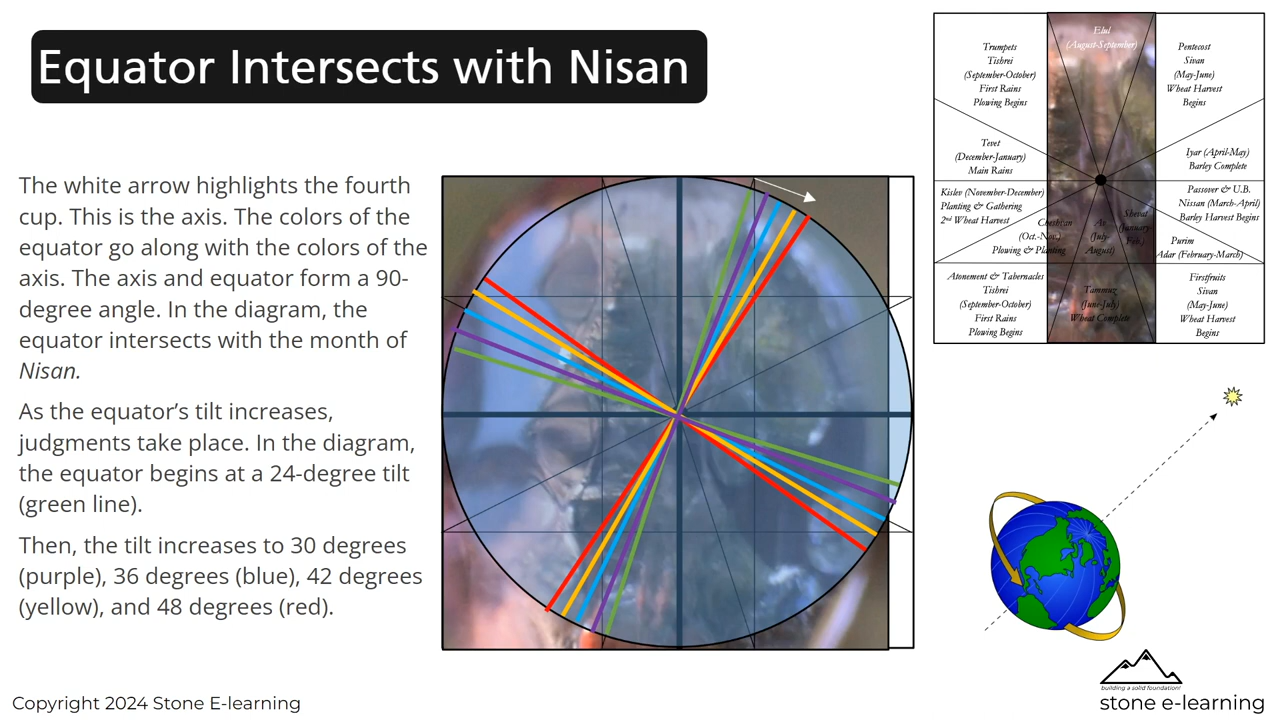 Equator Intersects with Nisan
The white arrow highlights the fourth
cup. This is the axis. The colors of the
equator go along with the colors of the
axis. The axis and equator form a 90-
degree angle. In the diagram, the
equator intersects with the month of
Nisan.
As the equator’s tilt increases,
judgments take place. In the diagram,
the equator begins at a 24-degree tilt
(green line).
Then, the tilt increases to 30 degrees
(purple), 36 degrees (blue), 42 degrees
(yellow), and 48 degrees (red).
Elul
(August-September)
Trumpets
Tishrei
(September-October)
First Rains
Plowing Begins
Pentecost
Sivan
(May-June)
Wheat Harvest
Begins
Tevet
(December-January)
Main Rains
Iyar (April-May)
Barley Complete
Kislev (November-December)
Planting & Gathering
2nd Wheat Harvest
Passover & U.B.
Nissan (March-April)
Barley Harvest Begins
Cheshvan
(Oct.-Nov.)
Plowing & Planting
Av
(July-
August)
Shevat
(January-
Feb.)
Purim
Adar (February-March)
Atonement & Tabernacles
Tishrei
(September-October)
First Rains
Plowing Begins
Tammuz
(June-July)
Wheat Complete
Firstfruits
Sivan
(May-June)
Wheat Harvest
Begins
building a solid foundation!
stone e-learning
Copyright 2024 Stone E-learning